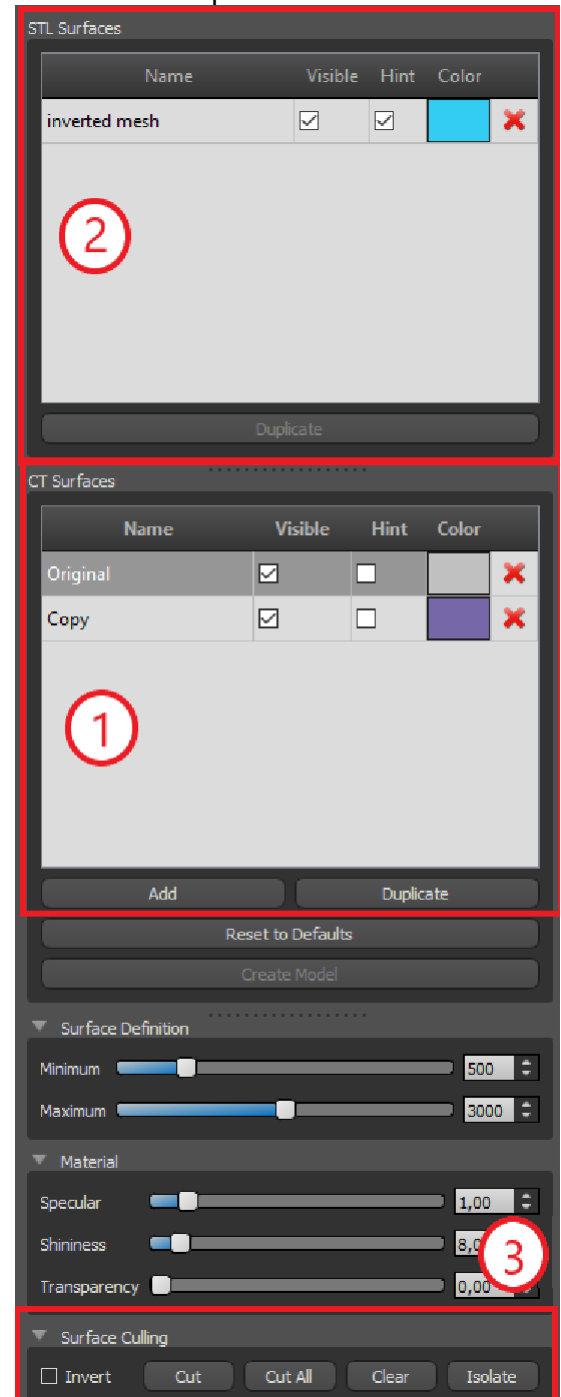 STL Surfaces
Name Visible Hint Color
inverted mesh
2
Duplicate
CT Surfaces
Name Visible Hint Color
Original
Copy
1
Add Duplicate
Reset to Defaults
Create Model
Surface Definition
Minimum 500
Maximum 3000
Material
Specular 1,00
Shininess 8,0
3
Transparency 0,00
Surface Culling
Invert Cut Cut All Clear Isolate